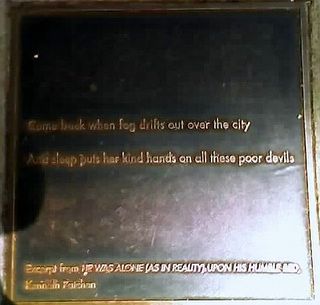 Come back when fog drifts out over the city
And sleep puts her kind hands on all these poor devils
Excerpt from HE WAS ALONE (AS IN REALITY) UPON HIS HUMBLE BED,
Kenneth Patchen